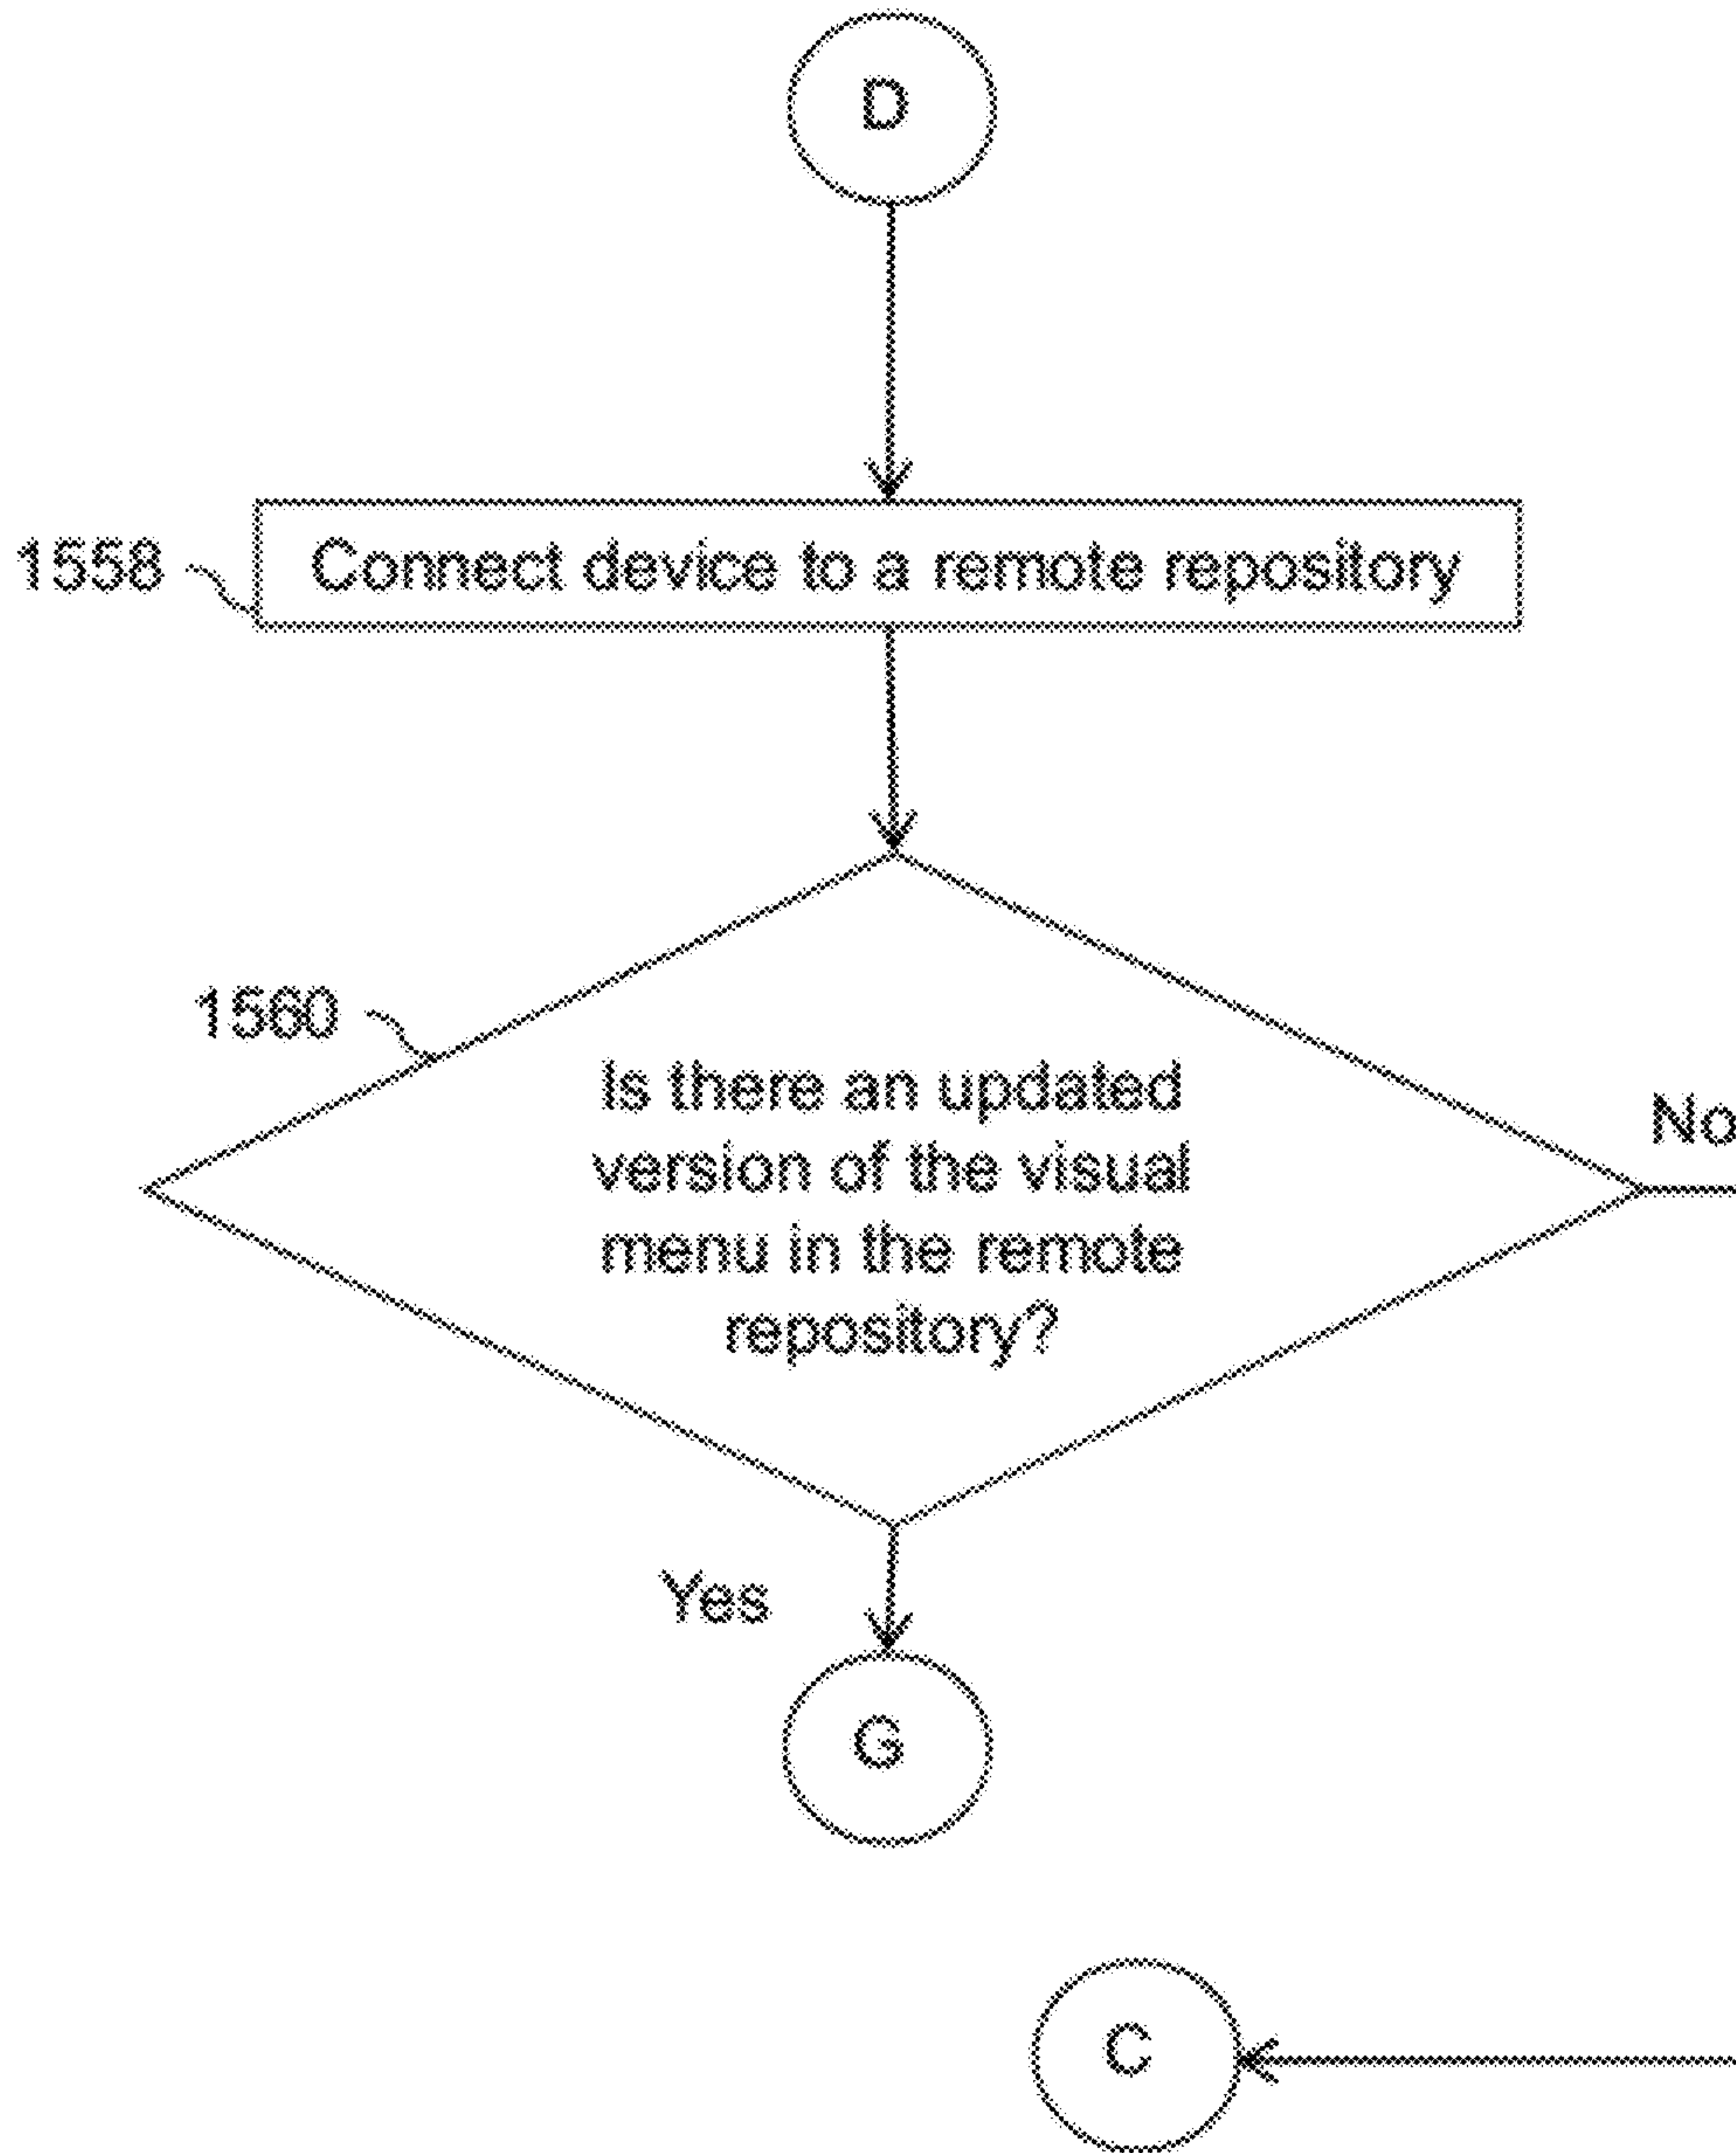 D
1558
Connect device to a remote repository
1560
Is there an updated
version of the visual
menu in the remote
repository?
No
Yes
G
C